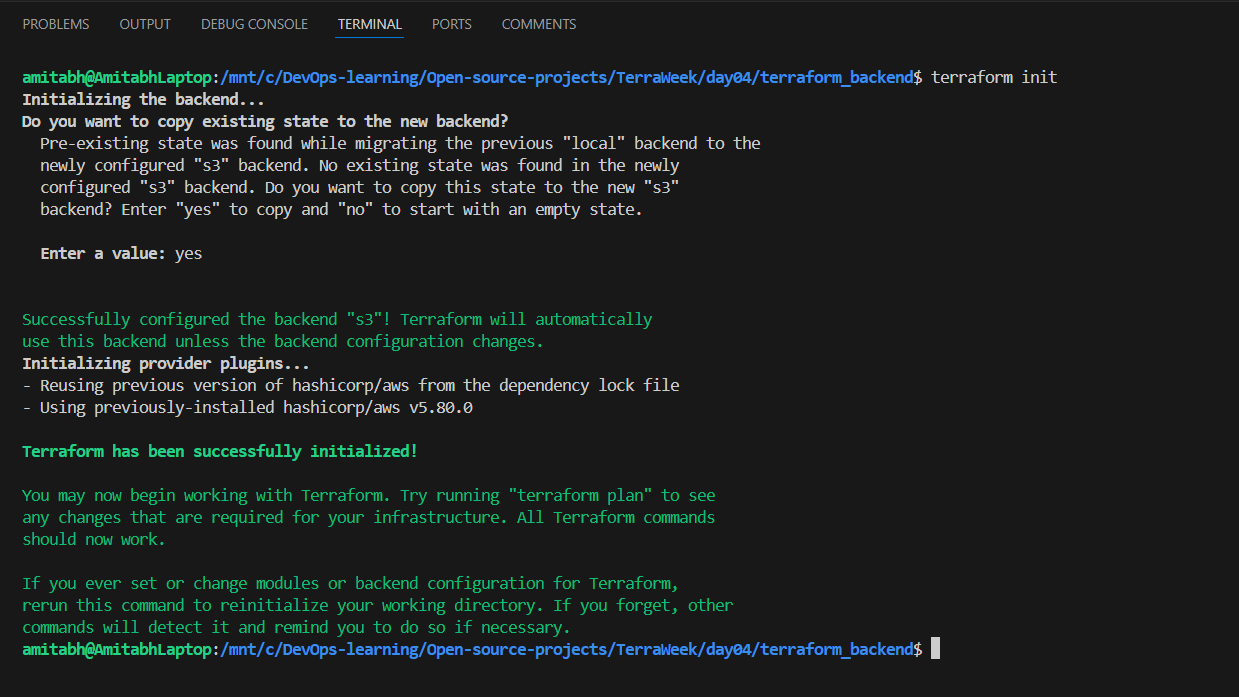 PROBLEMS OUTPUT DEBUG CONSOLE TERMINAL PORTS COMMENTS
amitabh@AmitabhLaptop:/mnt/c/DevOps-learning/Open-source-projects/TerraWeek/day04/terraform_backend$ terraform init
Initializing the backend...
Do you want to copy existing state to the new backend?
Pre-existing state was found while migrating the previous "local" backend to the
newly configured "s3" backend. No existing state was found in the newly
configured "s3" backend. Do you want to copy this state to the new "s3"
backend? Enter "yes" to copy and "no" to start with an empty state.
Enter a value: yes
Successfully configured the backend "s3"! Terraform will automatically
use this backend unless the backend configuration changes.
Initializing provider plugins...
- Reusing previous version of hashicorp/aws from the dependency lock file
- Using previously-installed hashicorp/aws v5.80.0
Terraform has been successfully initialized!
You may now begin working with Terraform. Try running "terraform plan" to see
any changes that are required for your infrastructure. All Terraform commands
should now work.
If you ever set or change modules or backend configuration for Terraform,
rerun this command to reinitialize your working directory. If you forget, other
commands will detect it and remind you to do so if necessary.
amitabh@AmitabhLaptop:/mnt/c/DevOps-learning/Open-source-projects/TerraWeek/day04/terraform_backend$